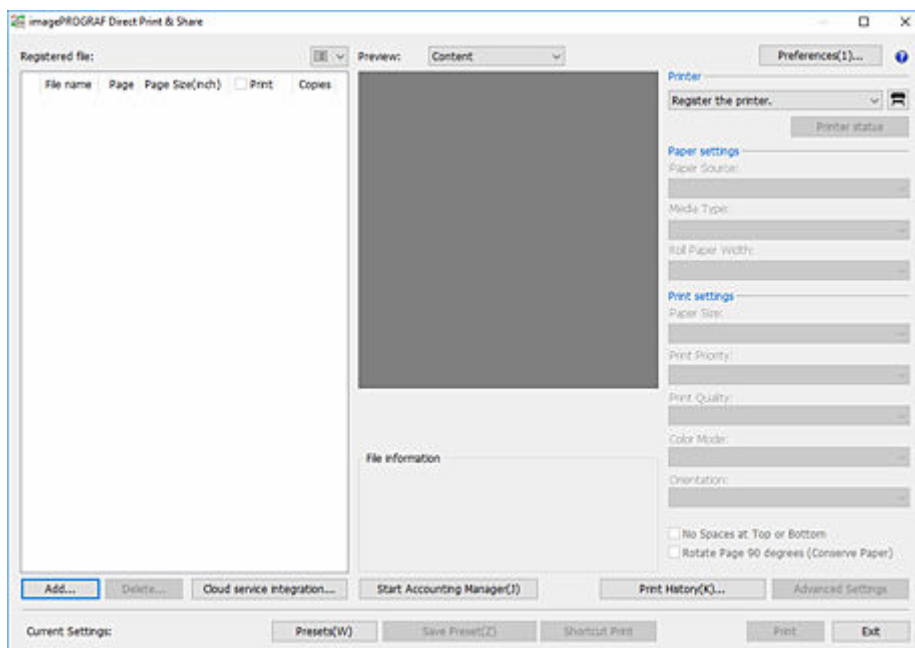 imagePROGRAF Direct Print & Share
Registered file:
Preview: Content
Preferences(1)...
File name Page Page Size(inch) Print Copies
Printer
Register the printer.
Printer status
Paper settings
Paper Source:
Media Type:
Roll Paper Width:
Print settings
Paper Size:
Print Priority:
Print Quality:
Color Mode:
Orientation:
File information
No Spaces at Top or Bottom
Rotate Page 90 degrees (Conserve Paper)
Add... Delete... Cloud service integration... Start Accounting Manager(J) Print History(K)... Advanced Settings
Current Settings: Presets(W) Save Preset(Z) Shortcut Print Print Exit